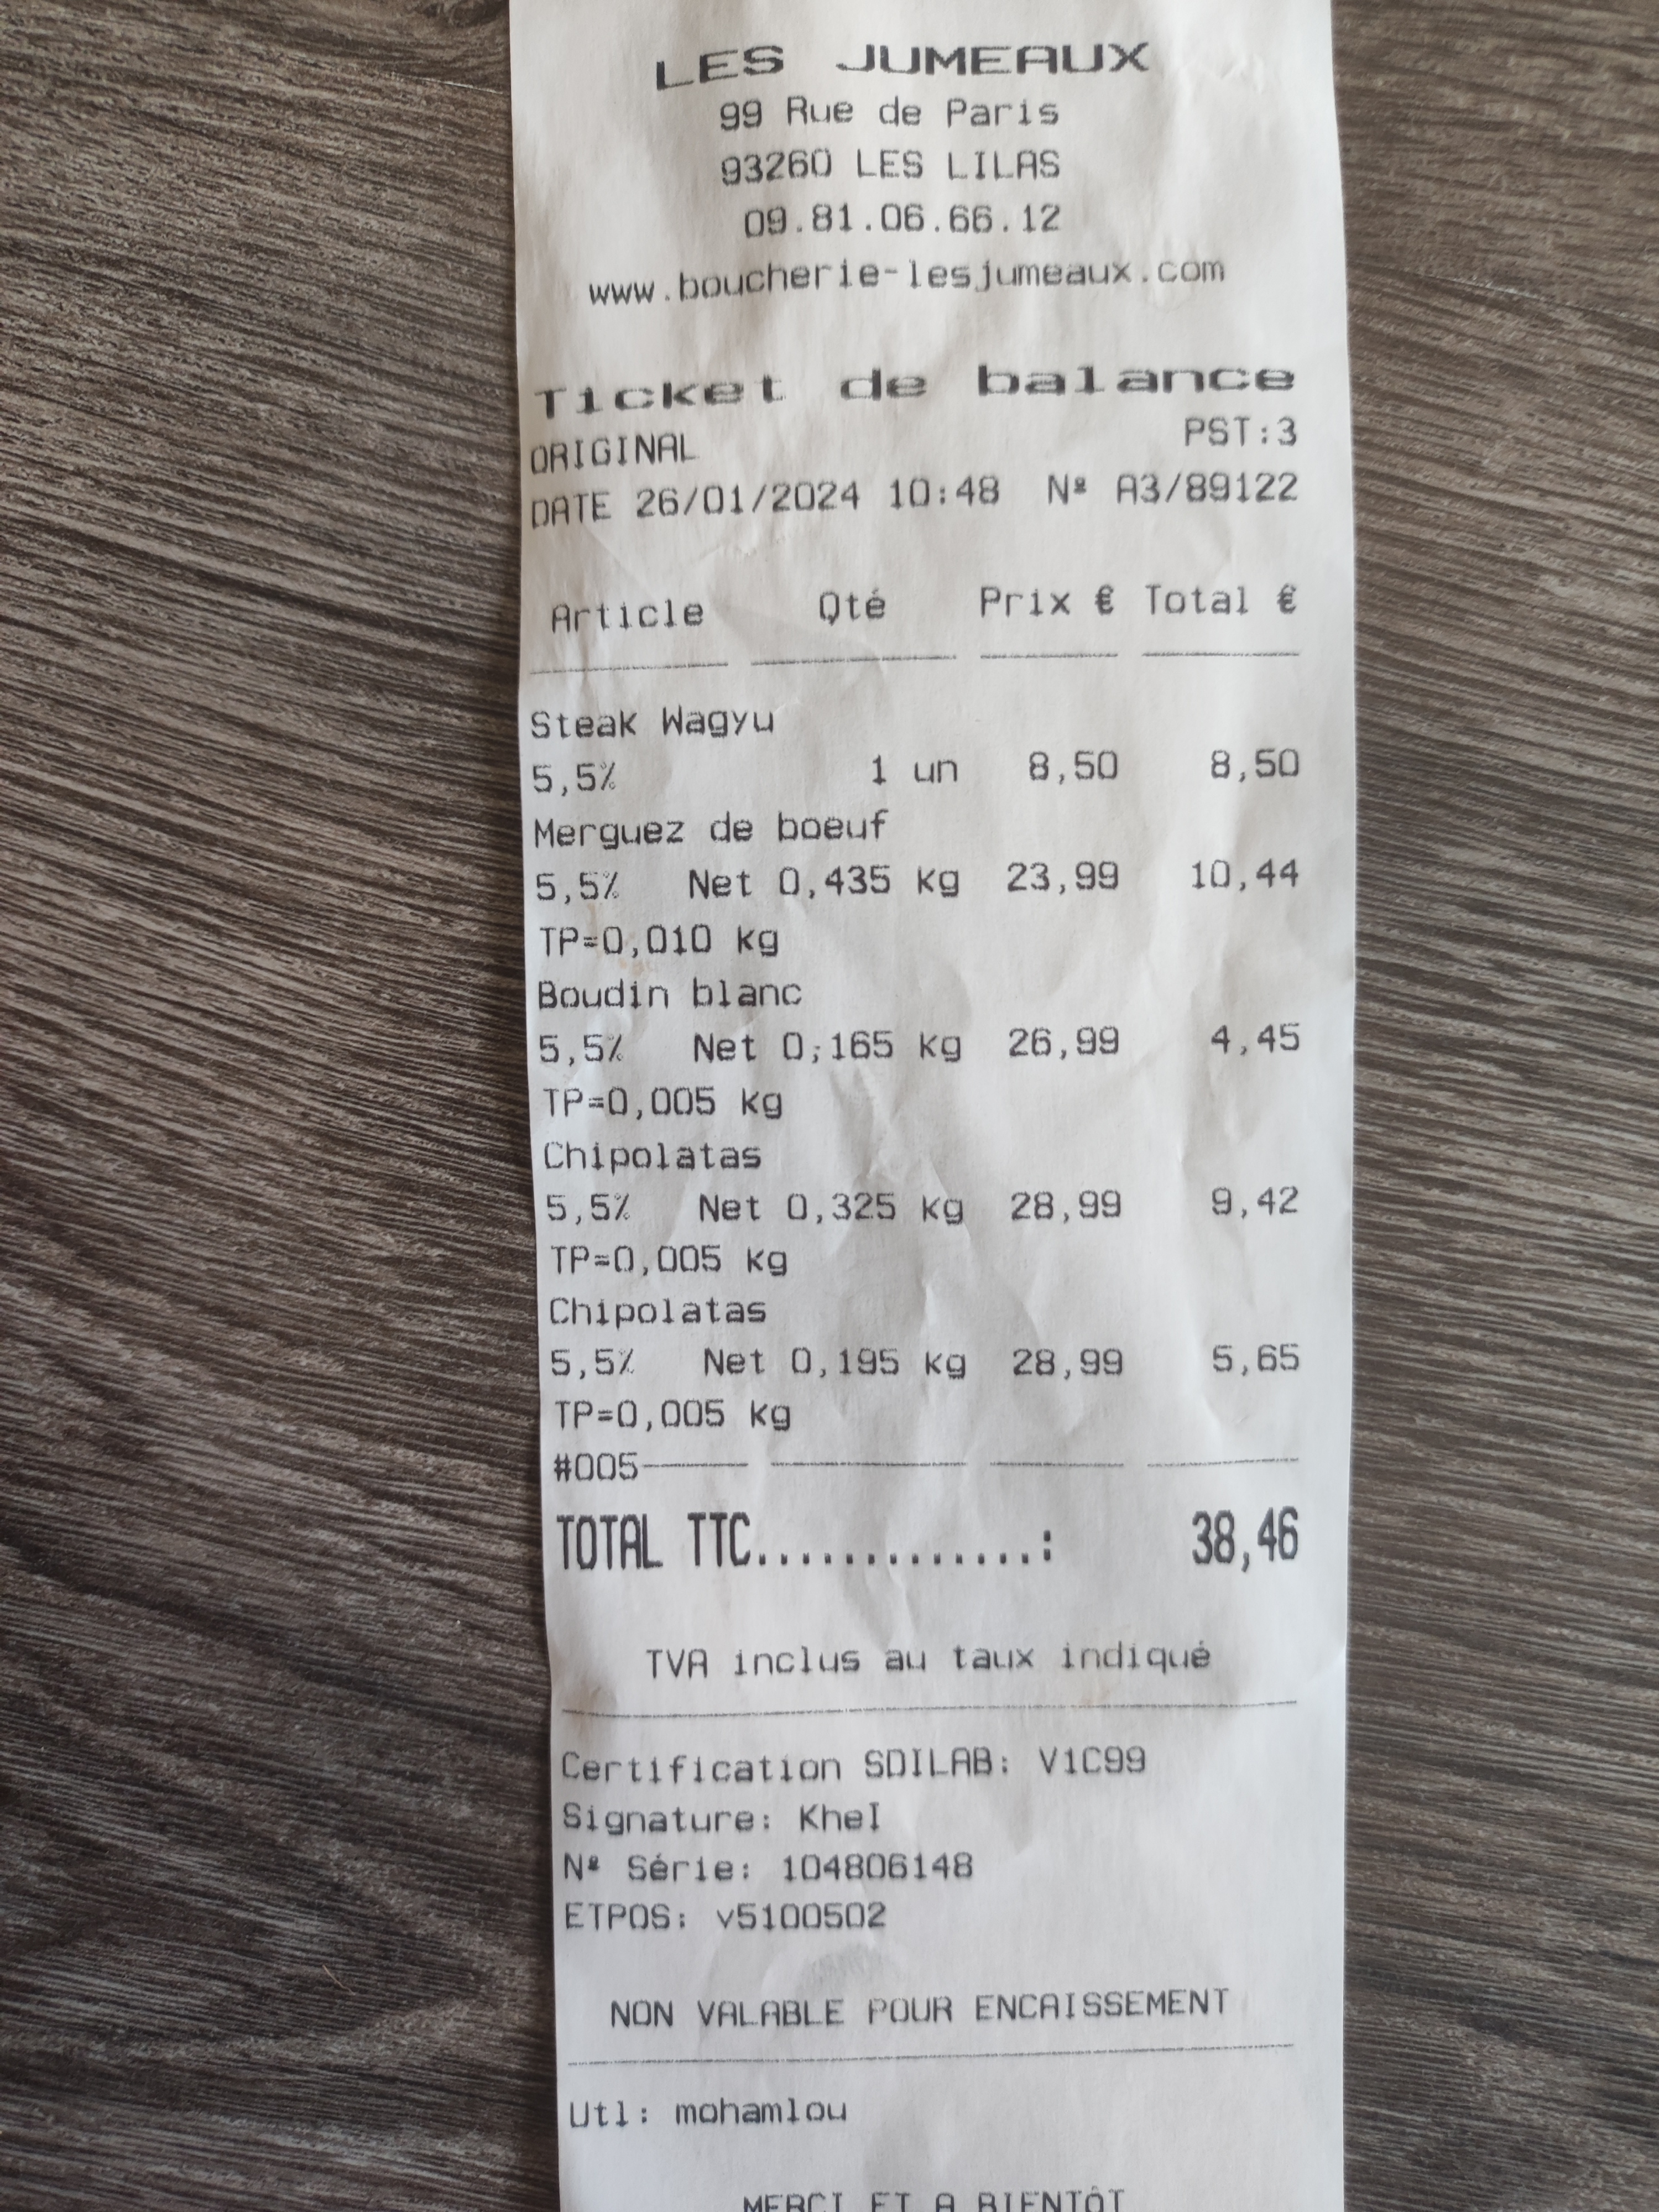 LES JUMEAUX
99 Rue de Paris
93260 LES LILAS
09.81.06.66.12
www.boucherie-lesjumeaux.com
Ticket de balance
ORIGINAL PST:3
DATE 26/01/2024 10:48 Nº A3/89122
Article Qté Prix € Total €
Steak Wagyu
5,5% 1 un 8,50 8,50
Merguez de boeuf
5,5% Net 0,435 kg 23,99 10,44
TP=0,010 kg
Boudin blanc
5,5% Net 0,165 kg 26,99 4,45
TP=0,005 kg
Chipolatas
5,5% Net 0,325 kg 28,99 9,42
TP=0,005 kg
Chipolatas
5,5% Net 0,195 kg 28,99 5,65
TP=0,005 kg
#005
TOTAL TTC.............: 38,46
TVA inclus au taux indiqué
Certification SDILAB: V1C99
Signature: KheI
Nº Série: 104806148
ETPOS: v5100502
NON VALABLE POUR ENCAISSEMENT
Utl: mohamlou
MERCI ET A BIENTÔT